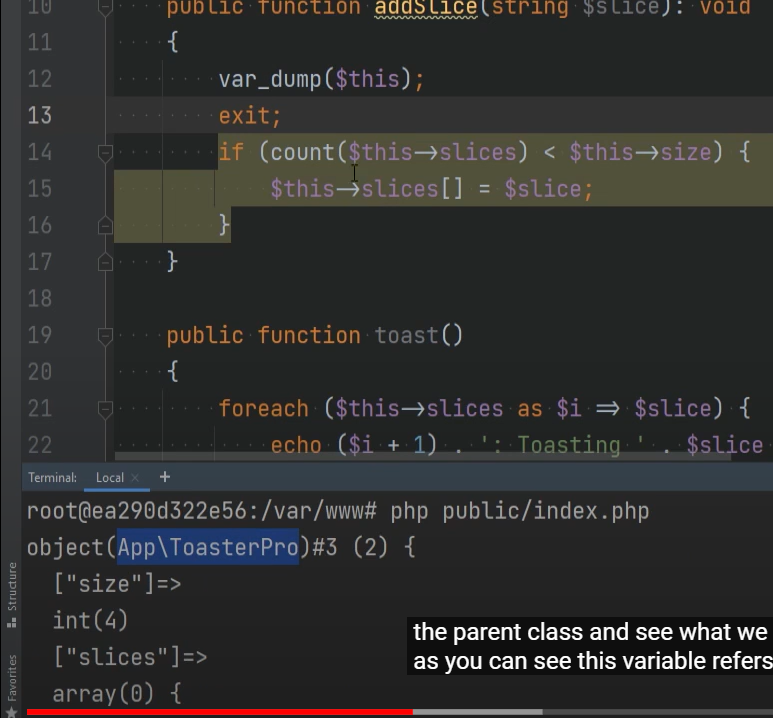 10 public function addSlice(string $slice): void
11 {
12 var_dump($this);
13 exit;
14 if (count($this→slices) < $this→size) {
15 $this→slices[] = $slice;
16 }
17 }
18
19 public function toast()
20 {
21 foreach ($this→slices as $i ⇒ $slice) {
22 echo ($i + 1) . ': Toasting ' . $slice
Terminal: Local × +
root@ea290d322e56:/var/www# php public/index.php
object(App\ToasterPro)#3 (2) {
["size"]=>
int(4)
["slices"]=>
array(0) {
Structure
Favorites
the parent class and see what we
as you can see this variable refers